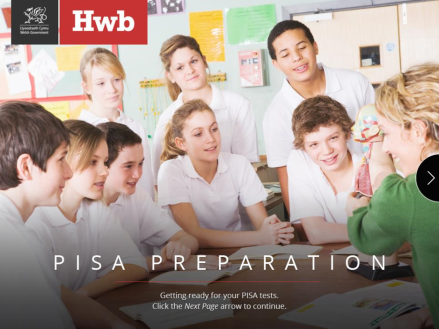 Hwb
Llywodraeth Cymru
Welsh Government
PISA PREPARATION
Getting ready for your PISA tests.
Click the Next Page arrow to continue.